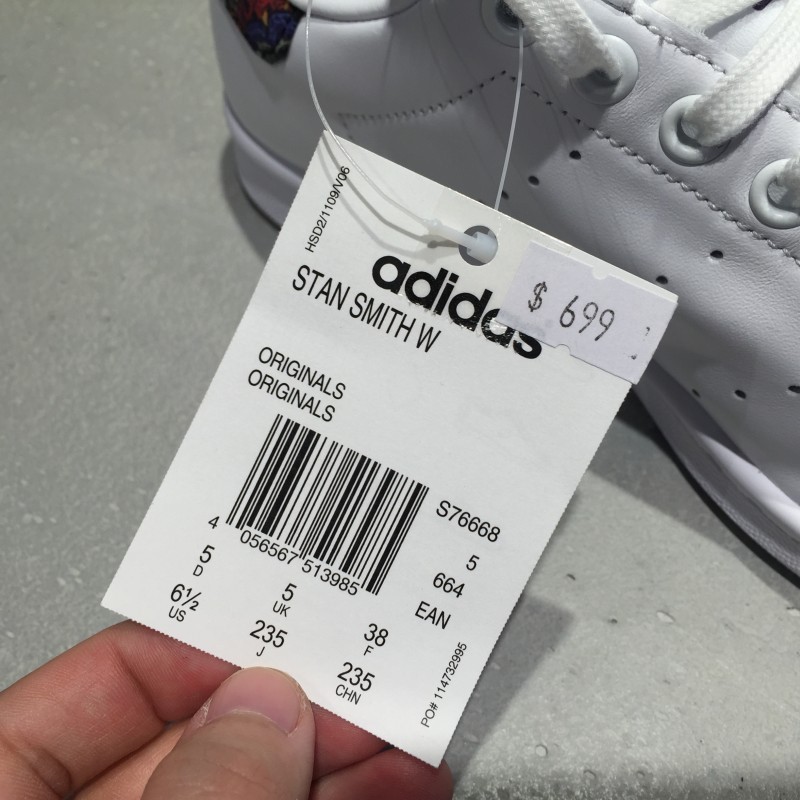 HSD2/1109/V06
adidas
$ 699
STAN SMITH W
ORIGINALS
ORIGINALS
S76668
5
664
EAN
4 056567 513985
5
D
5
UK
38
F
6½
US
235
J
235
CHN
PO# 114732995